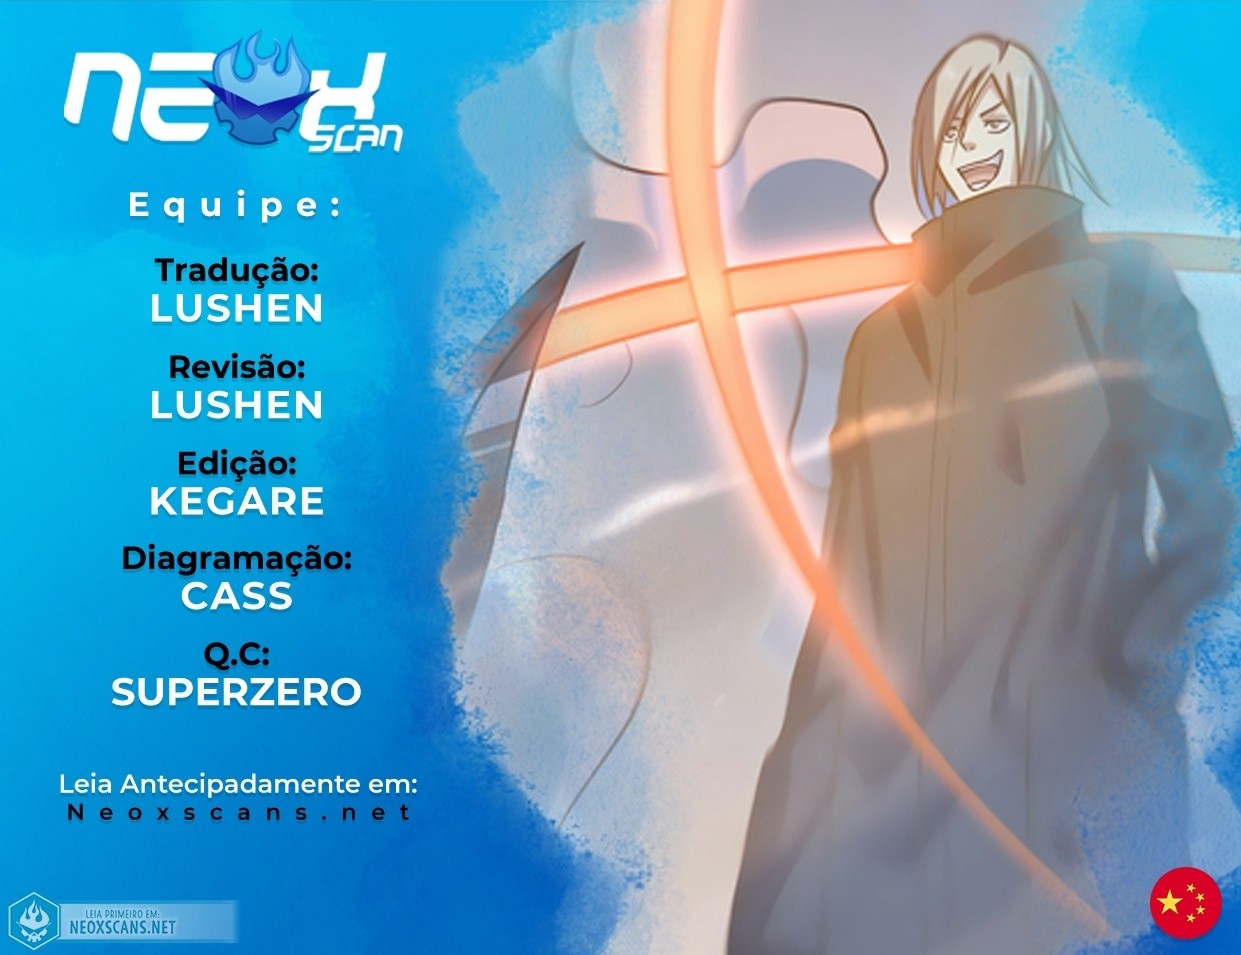 NEOX
SCAN
Equipe:
Tradução:
LUSHEN
Revisão:
LUSHEN
Edição:
KEGARE
Diagramação:
CASS
Q.C:
SUPERZERO
Leia Antecipadamente em:
Neoxscans.net
LEIA PRIMEIRO EM:
NEOXSCANS.NET